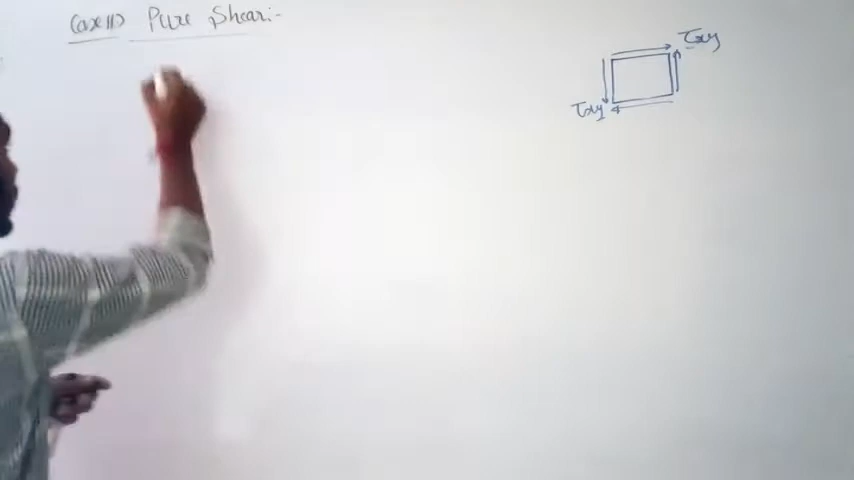 Case II) Pure Shear:-
τxy
τxy